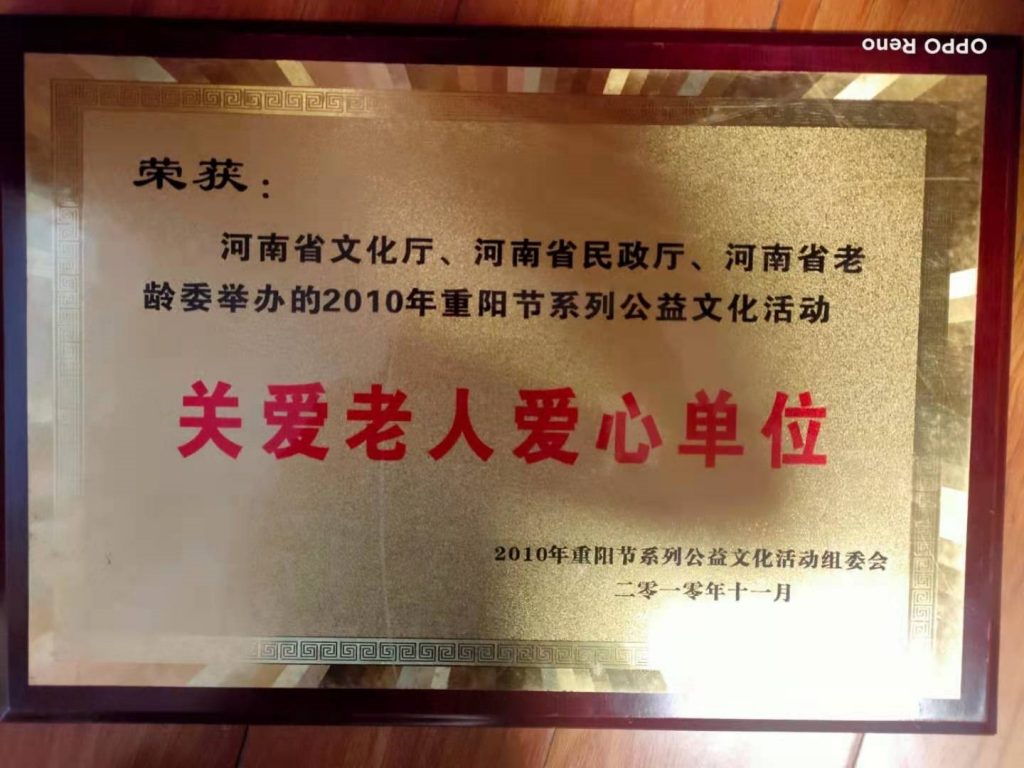 OPPO Reno
荣获：
河南省文化厅、河南省民政厅、河南省老
龄委举办的2010年重阳节系列公益文化活动
关爱老人爱心单位
2010年重阳节系列公益文化活动组委会
二零一零年十一月